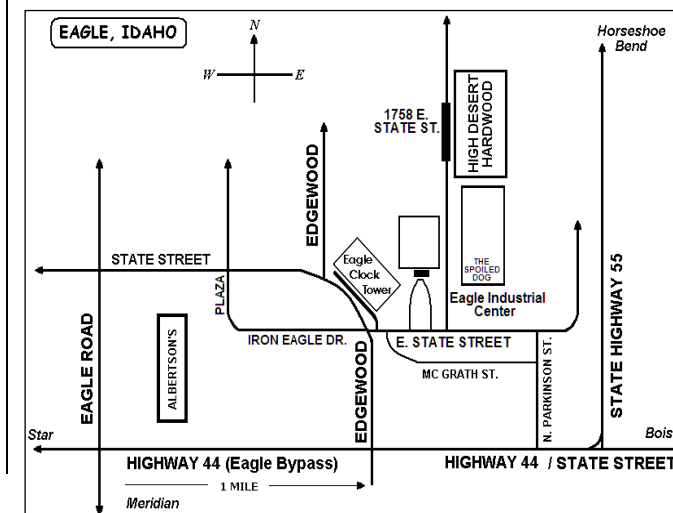 EAGLE, IDAHO
N
W
E
Horseshoe
Bend
1758 E.
STATE ST.
HIGH DESERT
HARDWOOD
EDGEWOOD
STATE STREET
PLAZA
Eagle
Clock
Tower
THE
SPOILED
DOG
Eagle Industrial
Center
STATE HIGHWAY 55
EAGLE ROAD
ALBERTSON'S
IRON EAGLE DR.
E. STATE STREET
MC GRATH ST.
EDGEWOOD
N. PARKINSON ST.
Star
Bois
HIGHWAY 44 (Eagle Bypass)
HIGHWAY 44 / STATE STREET
1 MILE
Meridian